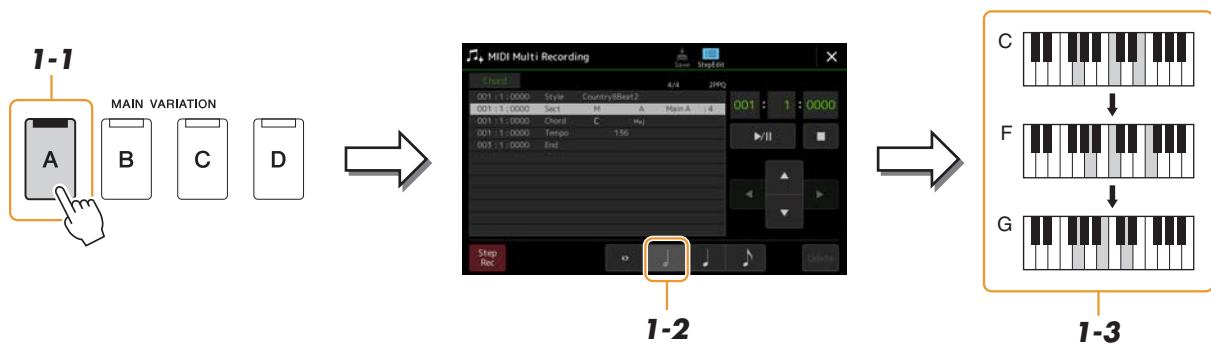 1-1
MAIN VARIATION
A B C D
MIDI Multi Recording
Save StepEdit
Chord
4/4 2PPQ
001 : 1 : 0000 Style Country8Beat2
001 : 1 : 0000 Sect M A Main A : 4
001 : 1 : 0000 Chord C Maj
001 : 1 : 0000 Tempo 136
003 : 1 : 0000 End
001 : 1 : 0000
Step
Rec
Delete
1-2
C
F
G
1-3